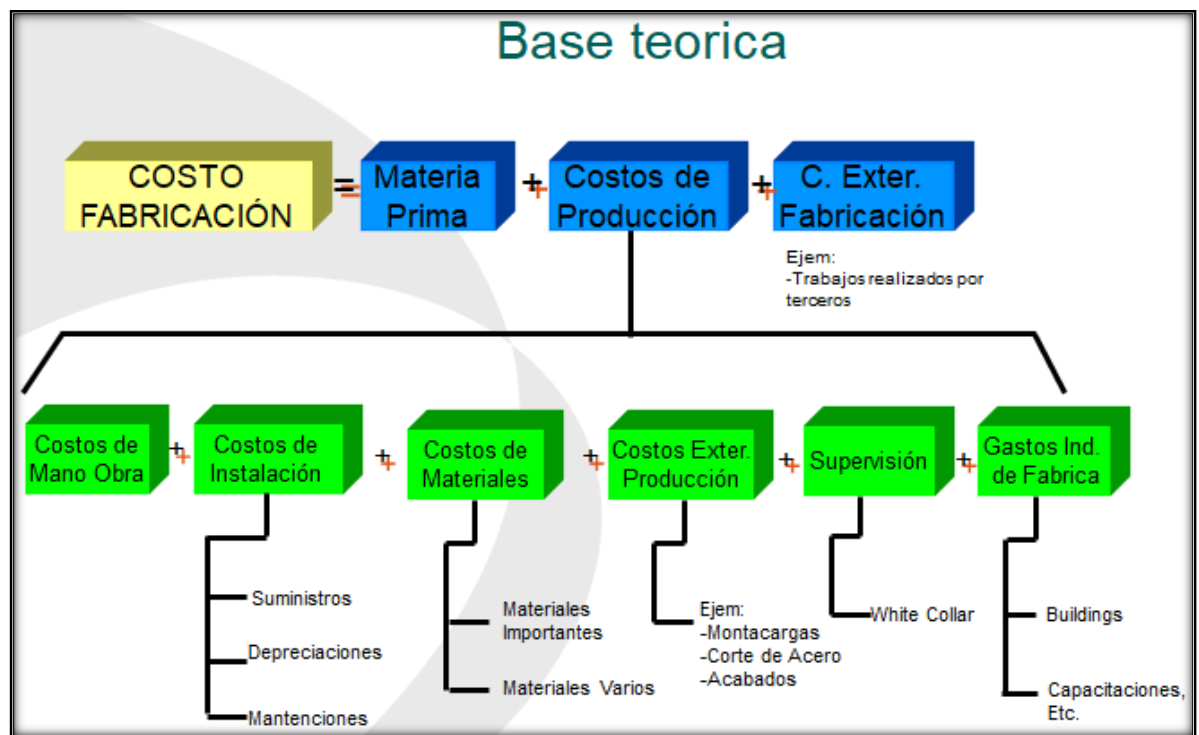 Base teorica
COSTO
FABRICACIÓN
=
Materia
Prima
+
Costos de
Producción
+
C. Exter.
Fabricación
Ejem:
-Trabajos realizados por
terceros
Costos de
Mano Obra
+
Costos de
Instalación
+
Costos de
Materiales
+
Costos Exter.
Producción
+
Supervisión
+
Gastos Ind.
de Fabrica
Suministros
Depreciaciones
Mantenciones
Materiales
Importantes
Materiales Varios
Ejem:
-Montacargas
-Corte de Acero
-Acabados
White Collar
Buildings
Capacitaciones,
Etc.